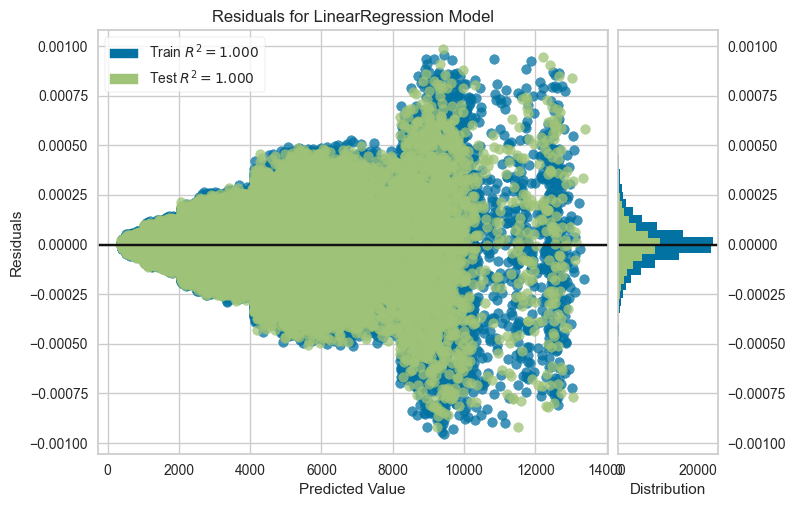 Residuals for LinearRegression Model
Train R² = 1.000
Test R² = 1.000
Residuals
0.00100
0.00075
0.00050
0.00025
0.00000
−0.00025
−0.00050
−0.00075
−0.00100
0 2000 4000 6000 8000 10000 12000 14000
Predicted Value
0.00100
0.00075
0.00050
0.00025
0.00000
−0.00025
−0.00050
−0.00075
−0.00100
0 20000
Distribution